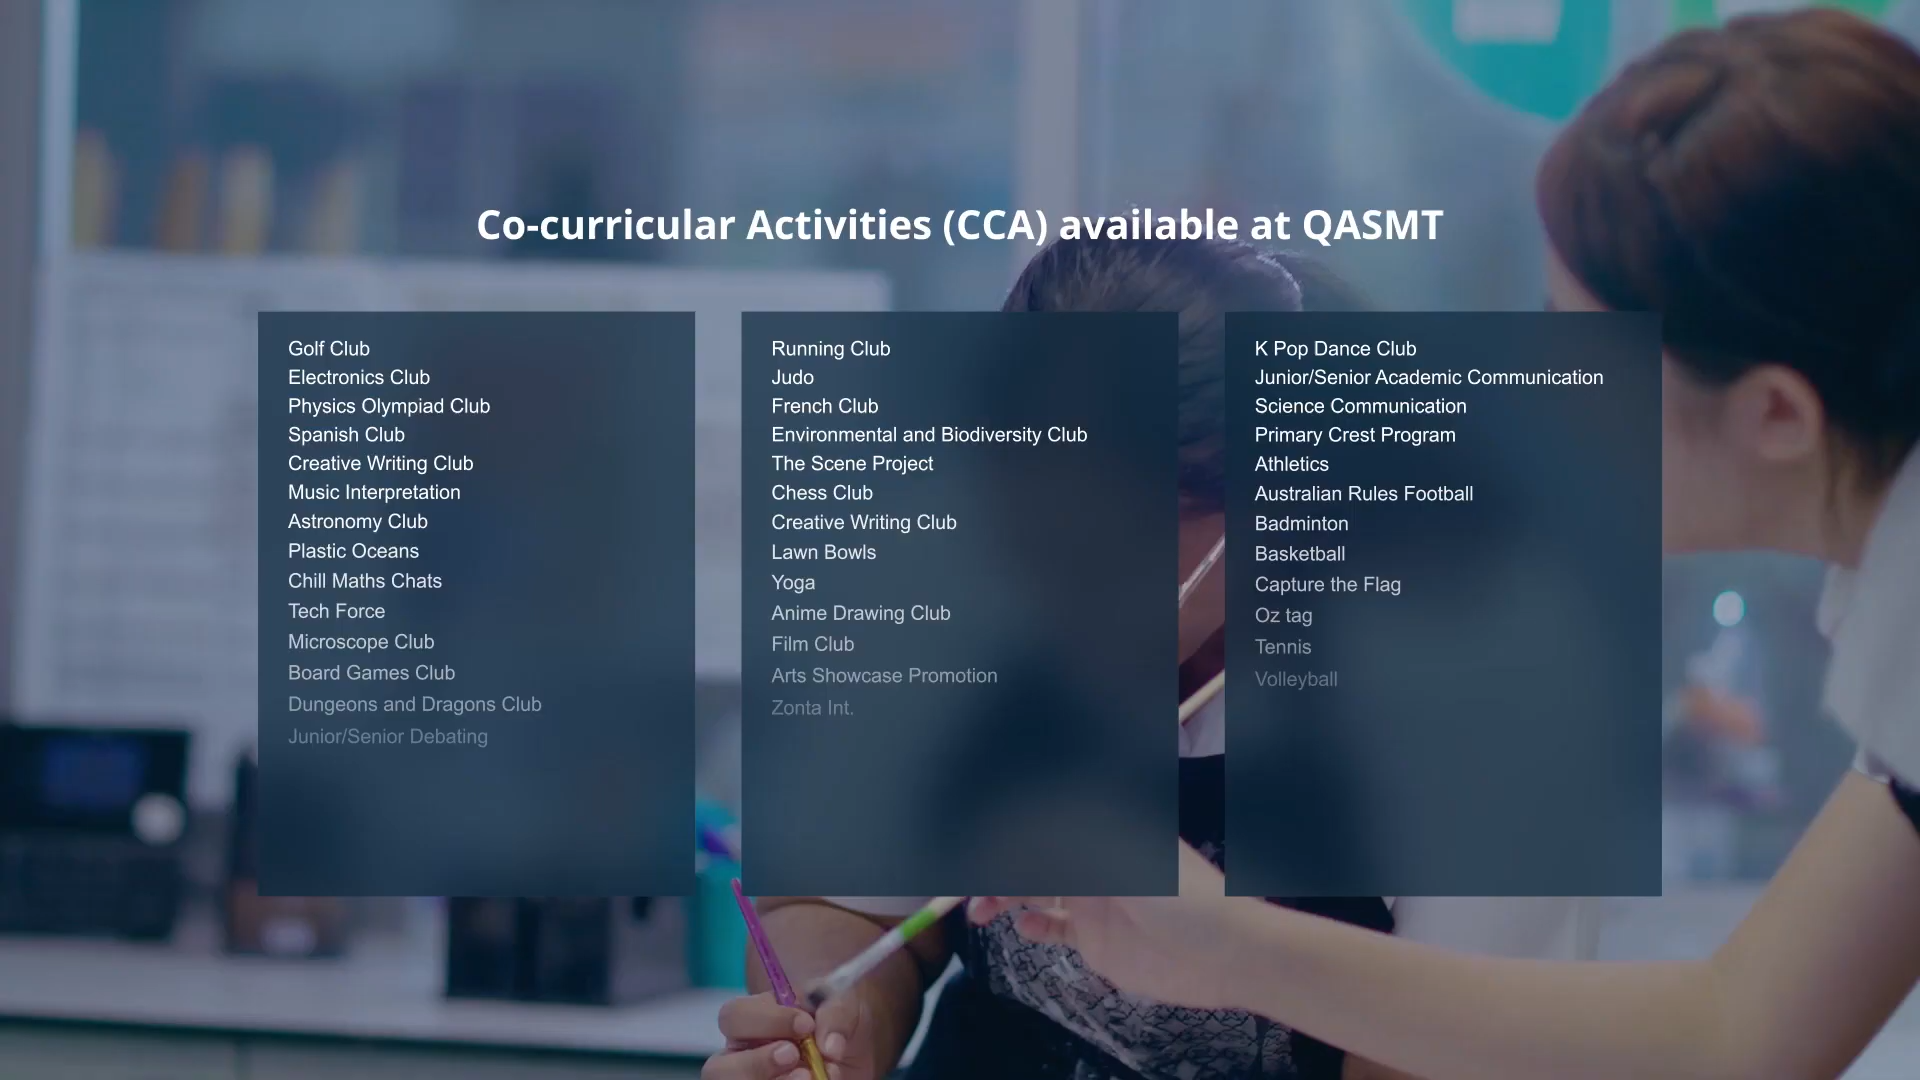 Co-curricular Activities (CCA) available at QASMT
Golf Club
Electronics Club
Physics Olympiad Club
Spanish Club
Creative Writing Club
Music Interpretation
Astronomy Club
Plastic Oceans
Chill Maths Chats
Tech Force
Microscope Club
Board Games Club
Dungeons and Dragons Club
Junior/Senior Debating
Running Club
Judo
French Club
Environmental and Biodiversity Club
The Scene Project
Chess Club
Creative Writing Club
Lawn Bowls
Yoga
Anime Drawing Club
Film Club
Arts Showcase Promotion
Zonta Int.
K Pop Dance Club
Junior/Senior Academic Communication
Science Communication
Primary Crest Program
Athletics
Australian Rules Football
Badminton
Basketball
Capture the Flag
Oz tag
Tennis
Volleyball